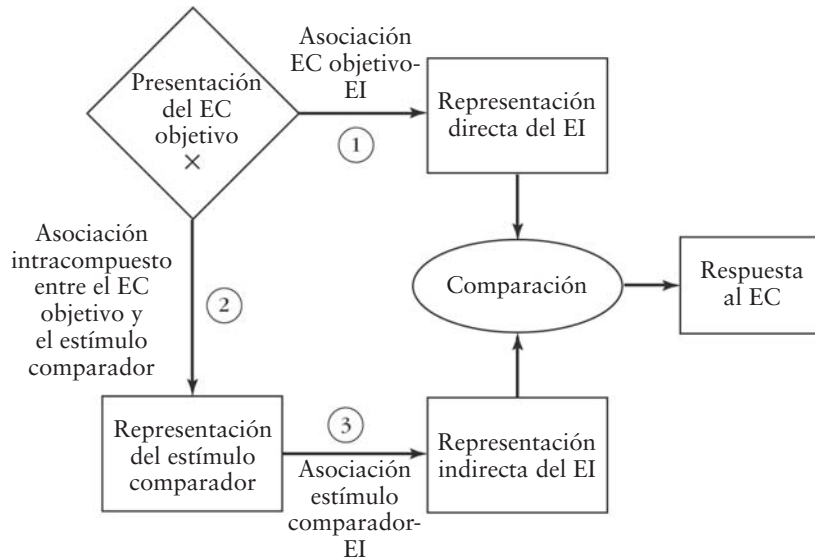 Presentación
del EC
objetivo
×
Asociación
EC objetivo-
EI
1
Representación
directa del EI
Asociación
intracompuesto
entre el EC
objetivo y
el estímulo
comparador
2
Comparación
Respuesta
al EC
Representación
del estímulo
comparador
3
Asociación
estímulo
comparador-
EI
Representación
indirecta del EI